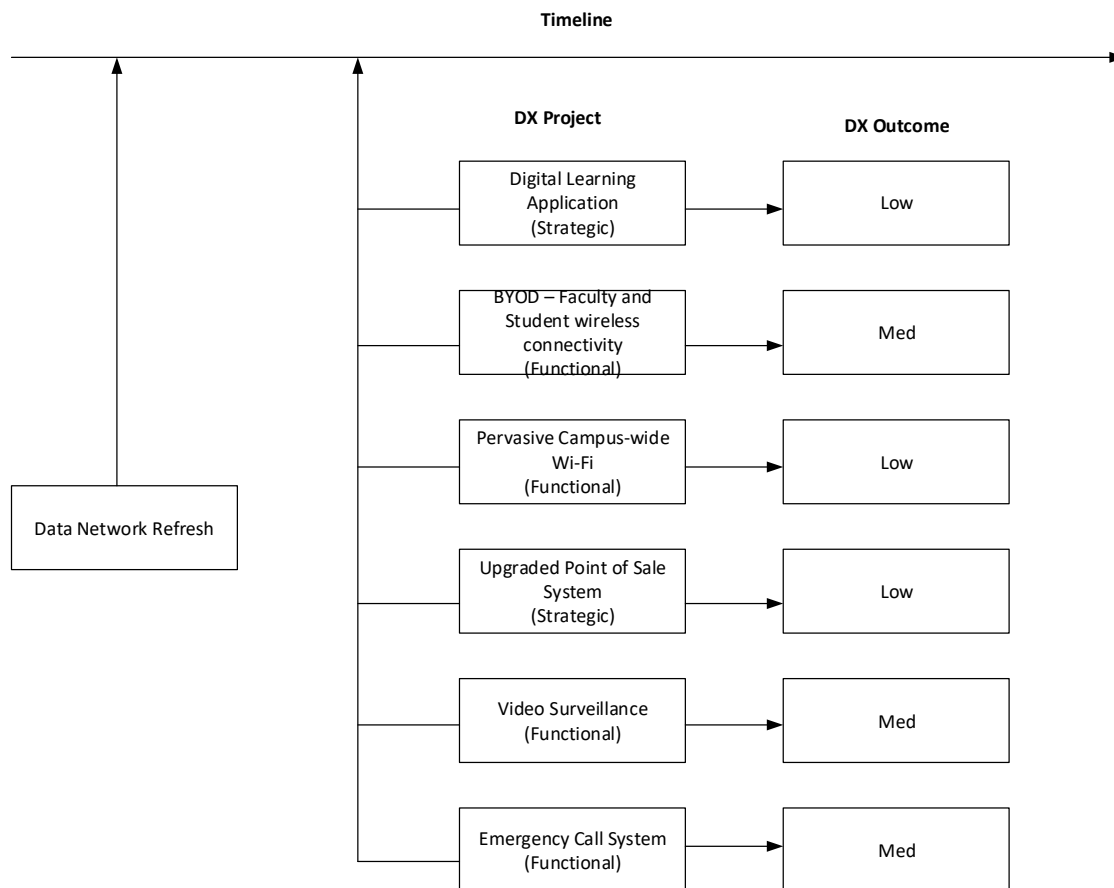 Timeline
DX Project
DX Outcome
Digital Learning
Application
(Strategic)
Low
BYOD – Faculty and
Student wireless
connectivity
(Functional)
Med
Pervasive Campus-wide
Wi-Fi
(Functional)
Low
Data Network Refresh
Upgraded Point of Sale
System
(Strategic)
Low
Video Surveillance
(Functional)
Med
Emergency Call System
(Functional)
Med